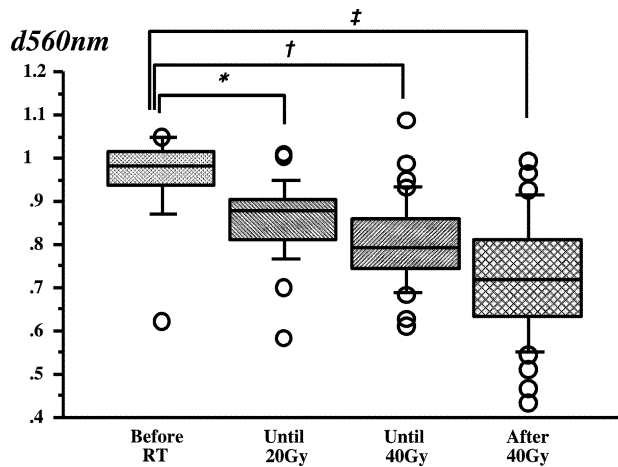 d560nm
‡
†
*
1.2
1.1
1
.9
.8
.7
.6
.5
.4
Before
RT
Until
20Gy
Until
40Gy
After
40Gy